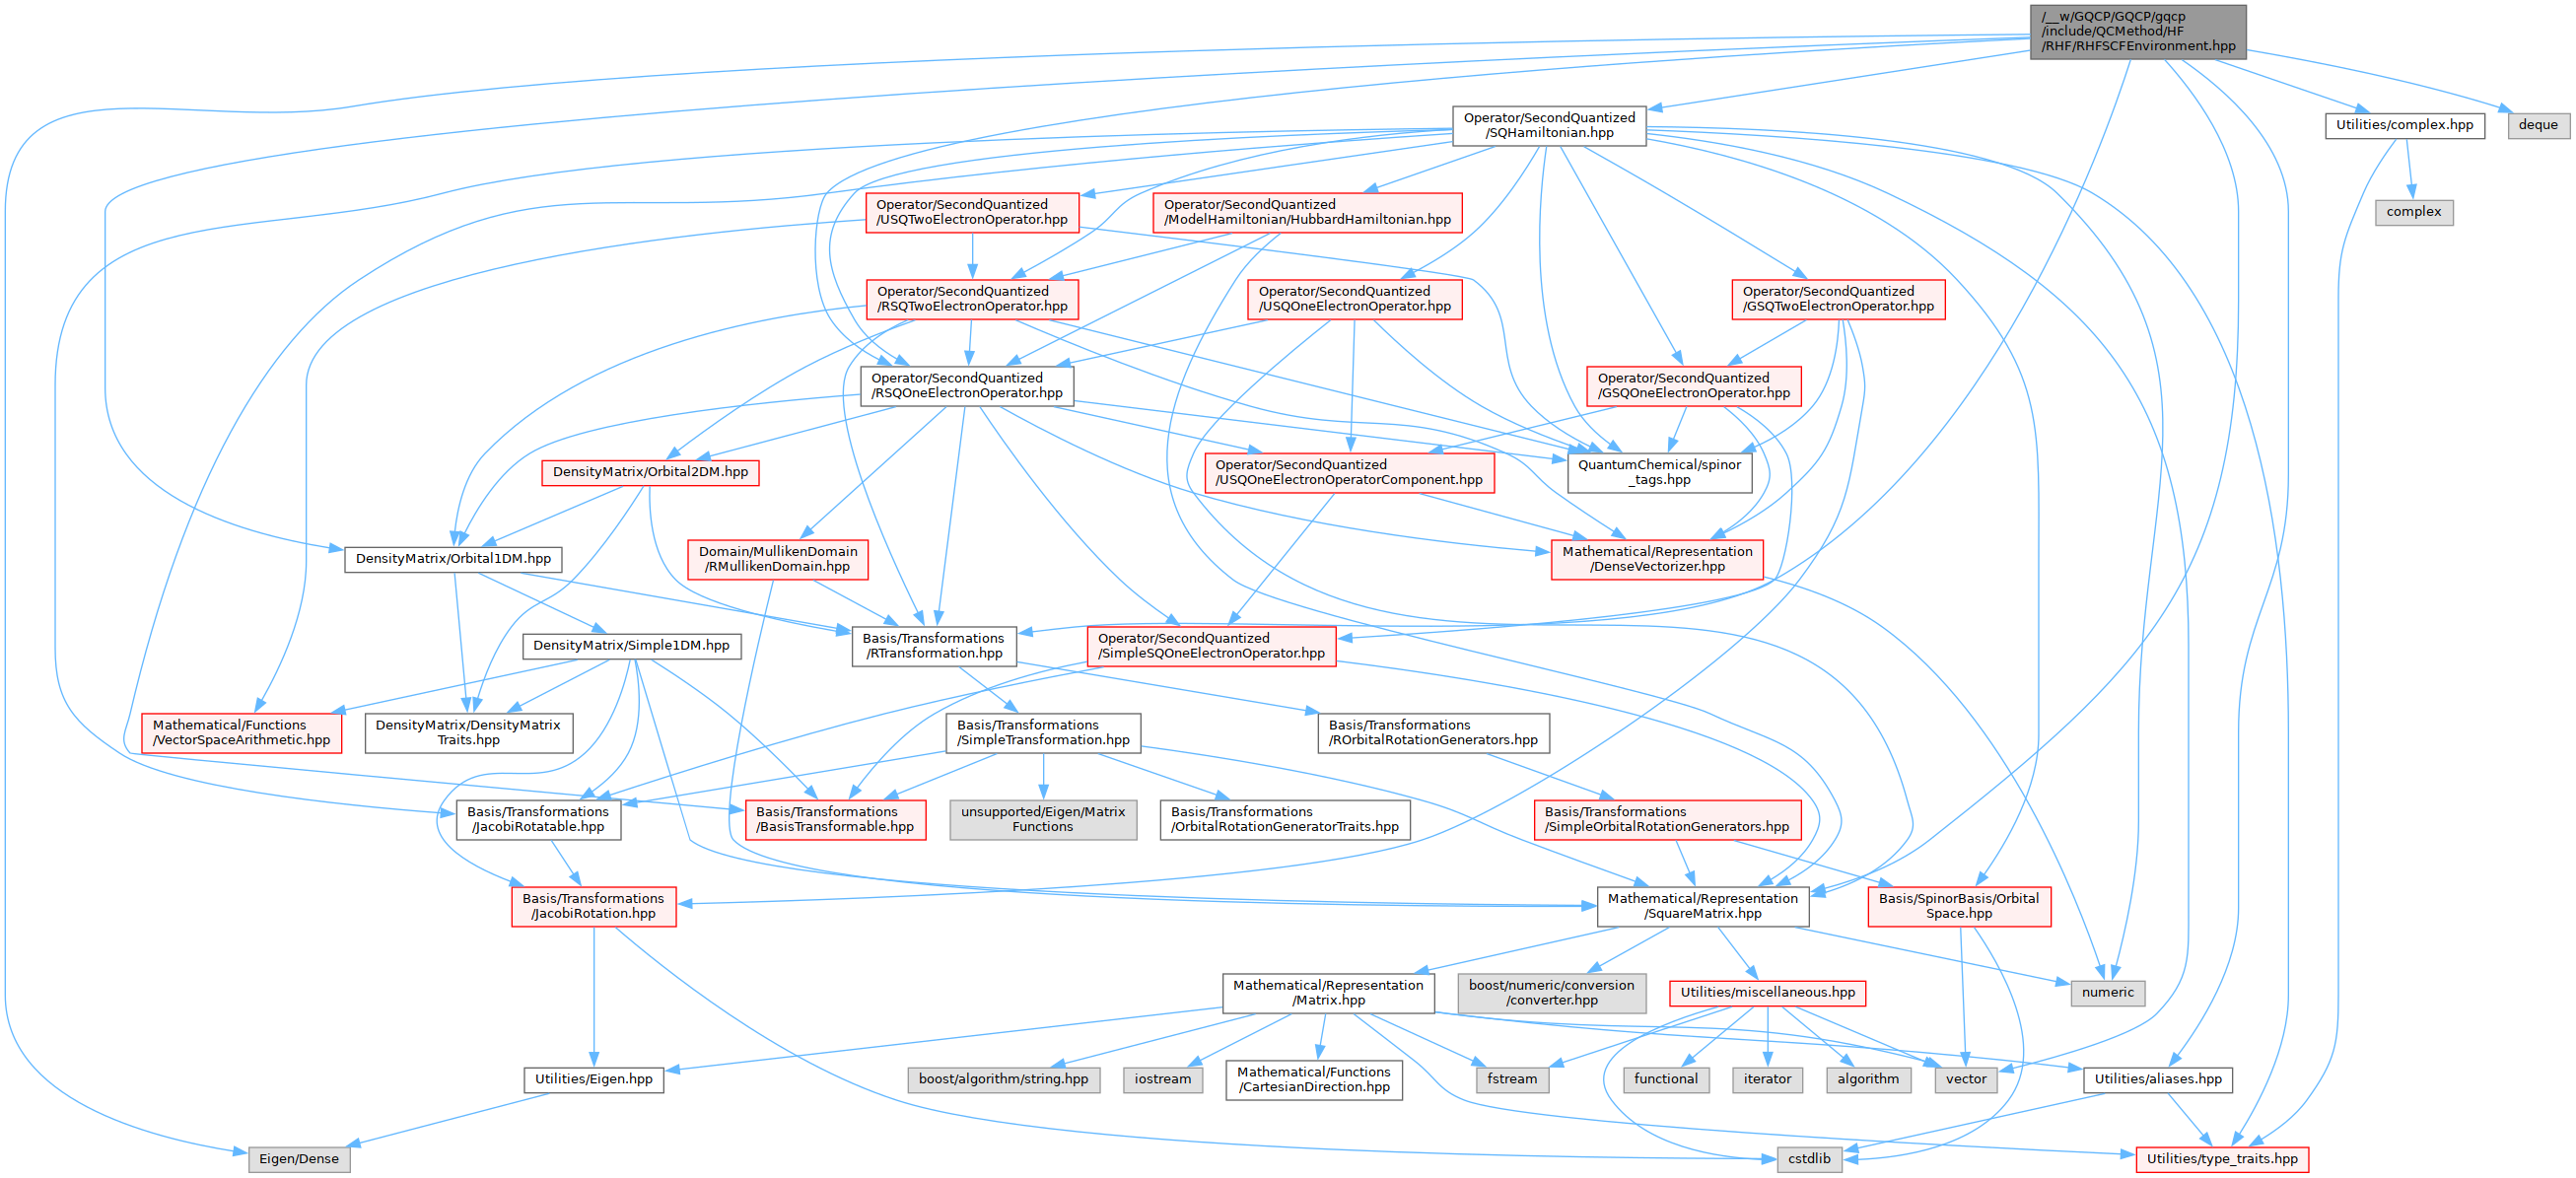 /__w/GQCP/GQCP/gqcp
/include/QCMethod/HF
/RHF/RHFSCFEnvironment.hpp
Operator/SecondQuantized
/SQHamiltonian.hpp
Utilities/complex.hpp
deque
Operator/SecondQuantized
/USQTwoElectronOperator.hpp
Operator/SecondQuantized
/ModelHamiltonian/HubbardHamiltonian.hpp
complex
Operator/SecondQuantized
/RSQTwoElectronOperator.hpp
Operator/SecondQuantized
/USQOneElectronOperator.hpp
Operator/SecondQuantized
/GSQTwoElectronOperator.hpp
Operator/SecondQuantized
/RSQOneElectronOperator.hpp
Operator/SecondQuantized
/GSQOneElectronOperator.hpp
DensityMatrix/Orbital2DM.hpp
Operator/SecondQuantized
/USQOneElectronOperatorComponent.hpp
QuantumChemical/spinor
_tags.hpp
DensityMatrix/Orbital1DM.hpp
Domain/MullikenDomain
/RMullikenDomain.hpp
Mathematical/Representation
/DenseVectorizer.hpp
DensityMatrix/Simple1DM.hpp
Basis/Transformations
/RTransformation.hpp
Operator/SecondQuantized
/SimpleSQOneElectronOperator.hpp
Mathematical/Functions
/VectorSpaceArithmetic.hpp
DensityMatrix/DensityMatrix
Traits.hpp
Basis/Transformations
/SimpleTransformation.hpp
Basis/Transformations
/ROrbitalRotationGenerators.hpp
Basis/Transformations
/JacobiRotatable.hpp
Basis/Transformations
/BasisTransformable.hpp
unsupported/Eigen/Matrix
Functions
Basis/Transformations
/OrbitalRotationGeneratorTraits.hpp
Basis/Transformations
/SimpleOrbitalRotationGenerators.hpp
Basis/Transformations
/JacobiRotation.hpp
Mathematical/Representation
/SquareMatrix.hpp
Basis/SpinorBasis/Orbital
Space.hpp
Mathematical/Representation
/Matrix.hpp
boost/numeric/conversion
/converter.hpp
Utilities/miscellaneous.hpp
numeric
Utilities/Eigen.hpp
boost/algorithm/string.hpp
iostream
Mathematical/Functions
/CartesianDirection.hpp
fstream
functional
iterator
algorithm
vector
Utilities/aliases.hpp
Eigen/Dense
cstdlib
Utilities/type_traits.hpp